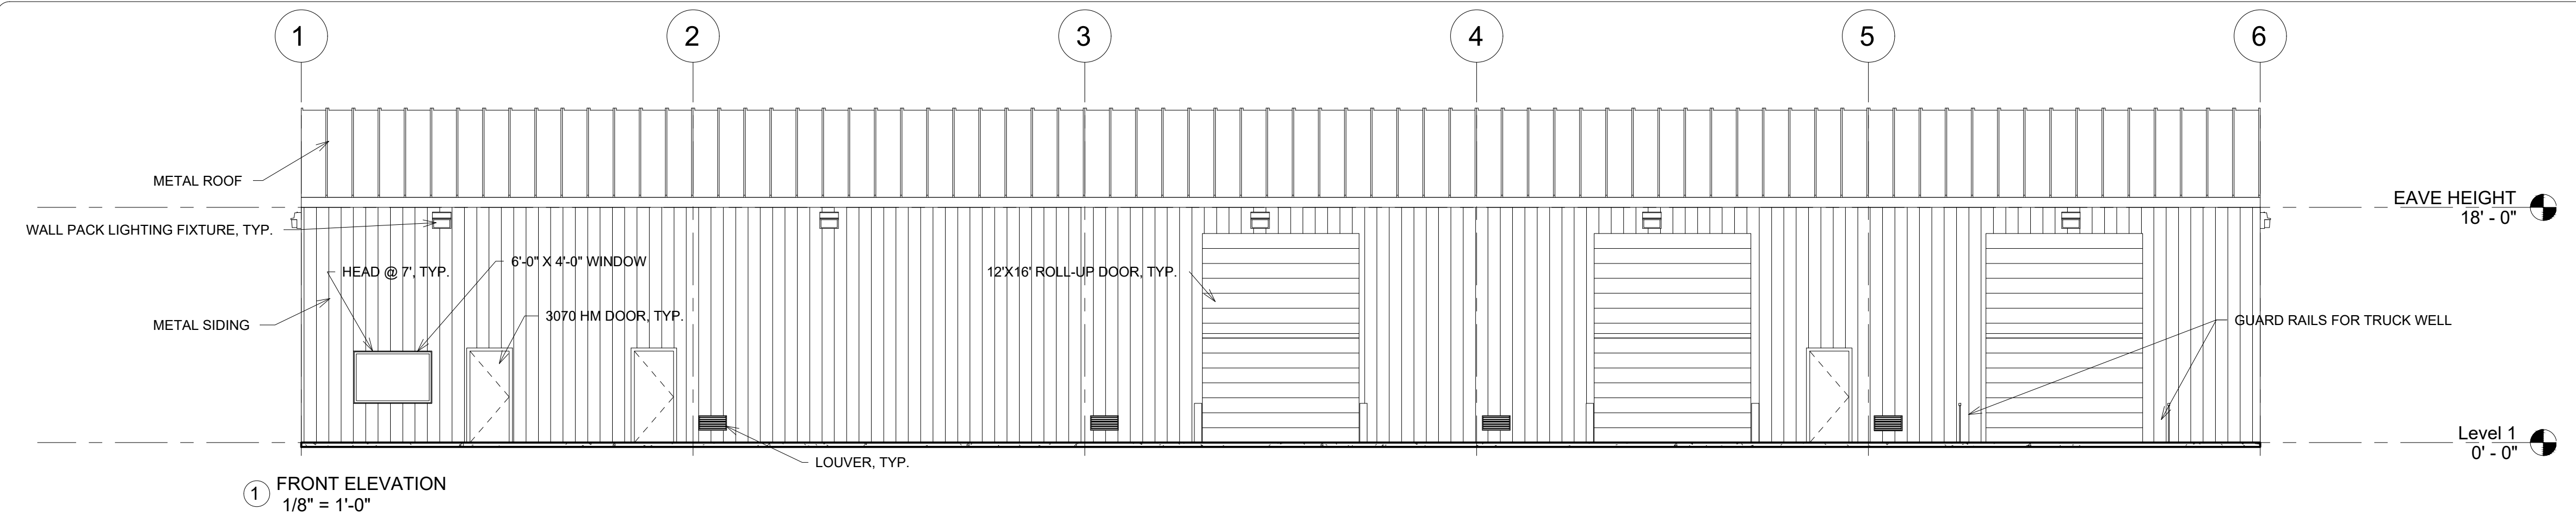 1 2 3 4 5 6
METAL ROOF
EAVE HEIGHT
18' - 0"
WALL PACK LIGHTING FIXTURE, TYP.
HEAD @ 7', TYP.
6'-0" X 4'-0" WINDOW
12'X16' ROLL-UP DOOR, TYP.
METAL SIDING
3070 HM DOOR, TYP.
GUARD RAILS FOR TRUCK WELL
Level 1
0' - 0"
LOUVER, TYP.
1 FRONT ELEVATION
1/8" = 1'-0"